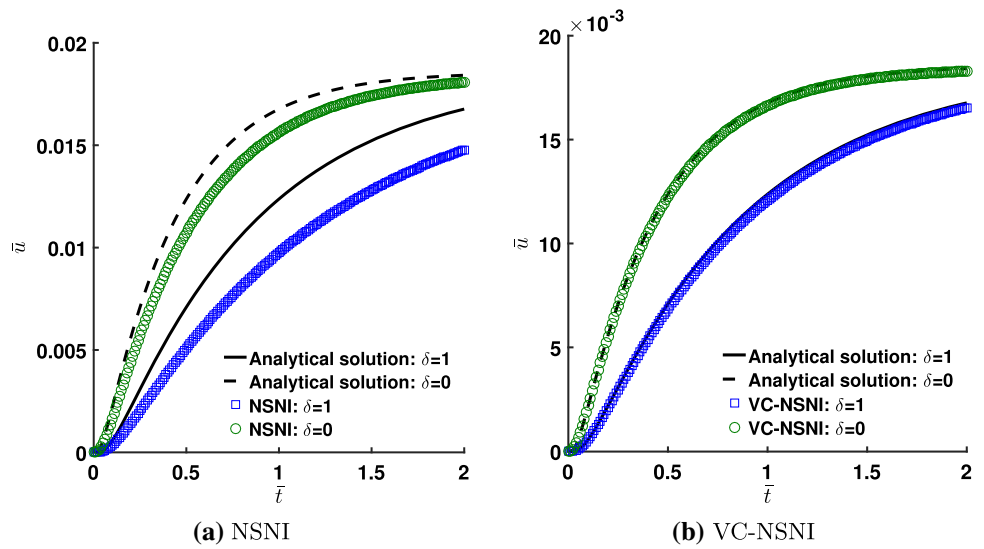 0.02
0.015
0.01
0.005
0
ū
Analytical solution: δ=1
Analytical solution: δ=0
NSNI: δ=1
NSNI: δ=0
0 0.5 1 1.5 2
t̄
(a) NSNI
×10⁻³
20
15
10
5
0
ū
Analytical solution: δ=1
Analytical solution: δ=0
VC-NSNI: δ=1
VC-NSNI: δ=0
0 0.5 1 1.5 2
t̄
(b) VC-NSNI